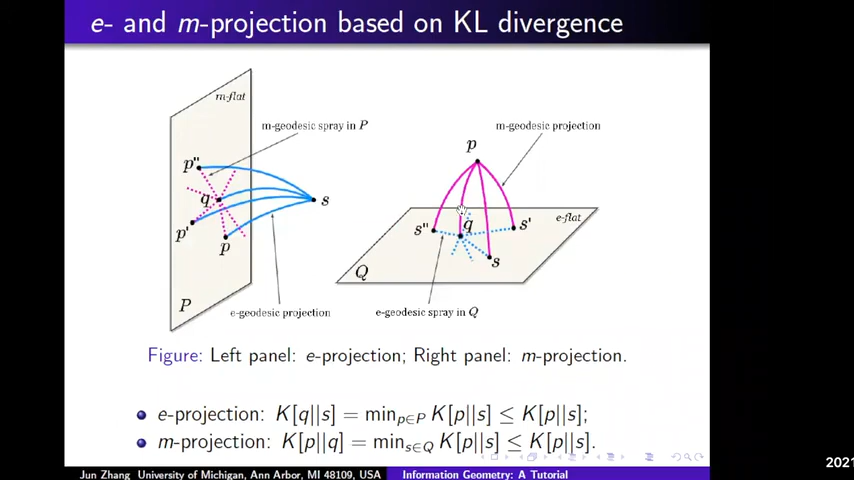 e- and m-projection based on KL divergence
m-flat
m-geodesic spray in P
m-geodesic projection
p
p"
q
s
p'
p
s"
q
s'
e-flat
s
Q
P
e-geodesic projection
e-geodesic spray in Q
Figure: Left panel: e-projection; Right panel: m-projection.
e-projection: K[q||s] = min_{p∈P} K[p||s] ≤ K[p||s];
m-projection: K[p||q] = min_{s∈Q} K[p||s] ≤ K[p||s].
2021
Jun Zhang University of Michigan, Ann Arbor, MI 48109, USA Information Geometry: A Tutorial